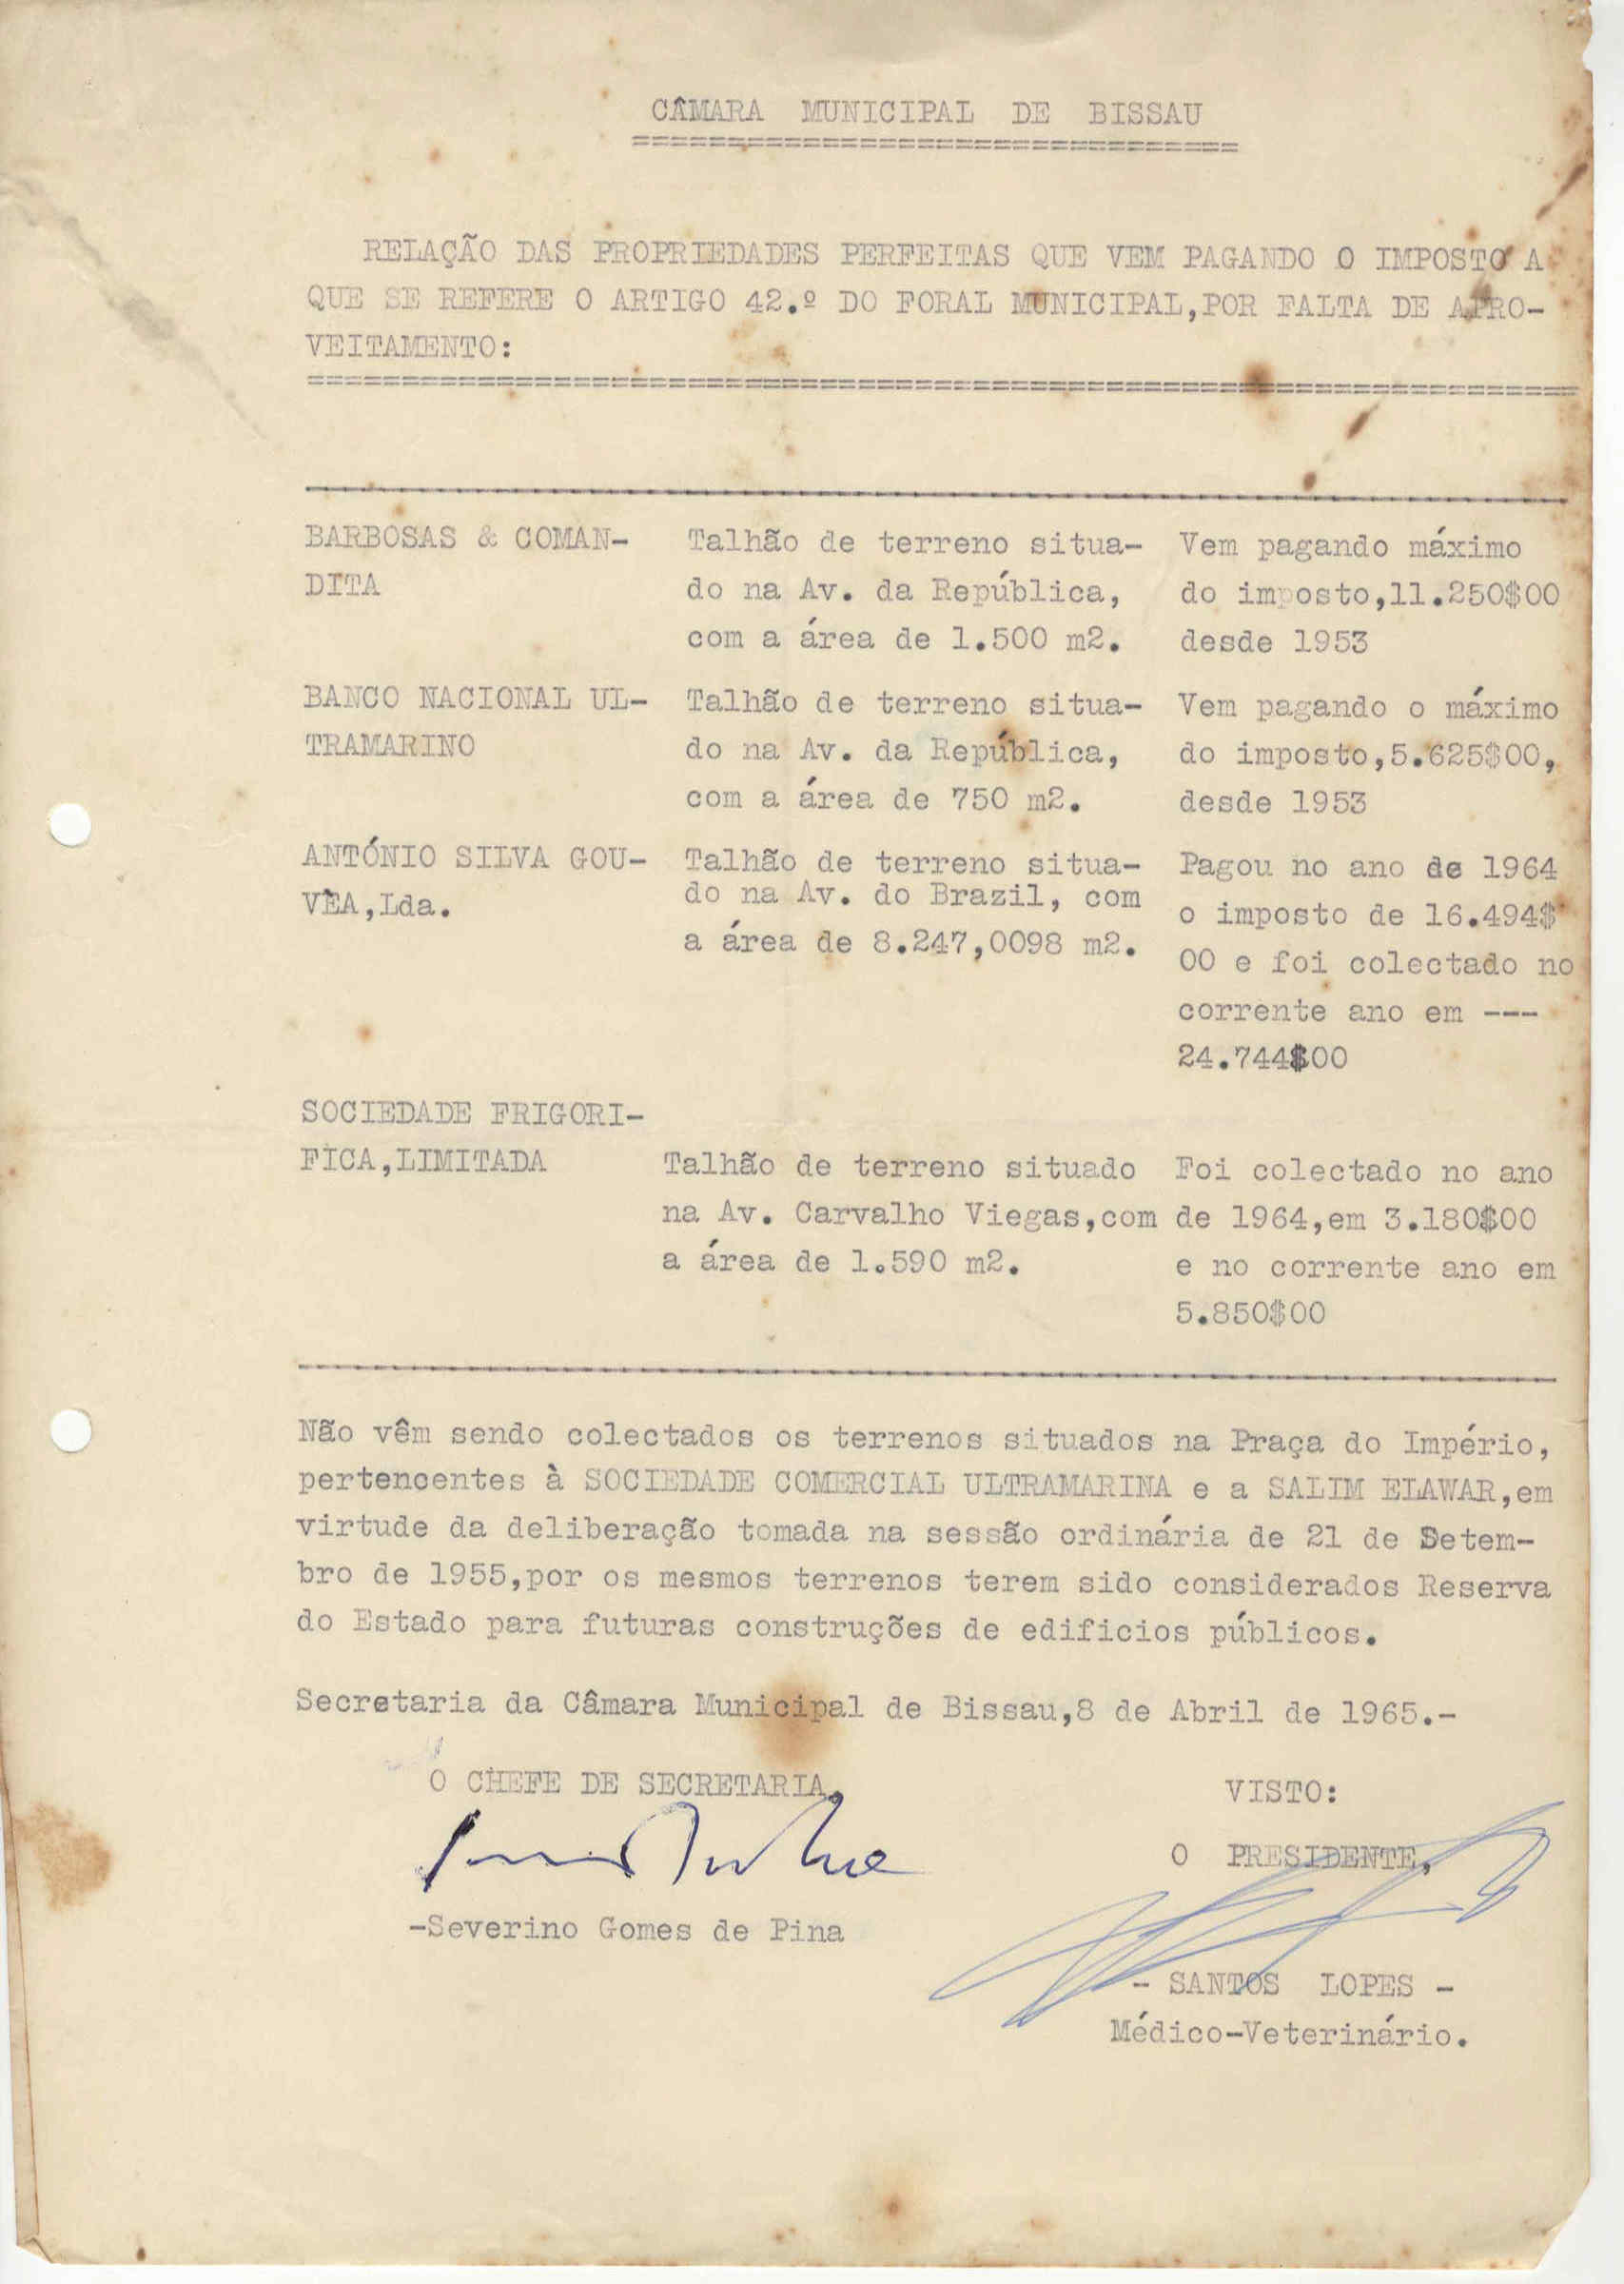 CÂMARA MUNICIPAL DE BISSAU
================================
RELAÇÃO DAS PROPRIEDADES PERFEITAS QUE VEM PAGANDO O IMPOSTO A
QUE SE REFERE O ARTIGO 42.º DO FORAL MUNICIPAL,POR FALTA DE APRO-
VEITAMENTO:
BARBOSAS & COMAN-
DITA
Talhão de terreno situa-
do na Av. da República,
com a área de 1.500 m2.
Vem pagando máximo
do imposto,11.250$00
desde 1953
BANCO NACIONAL UL-
TRAMARINO
Talhão de terreno situa-
do na Av. da República,
com a área de 750 m2.
Vem pagando o máximo
do imposto,5.625$00,
desde 1953
ANTÓNIO SILVA GOU-
VÊA,Lda.
Talhão de terreno situa-
do na Av. do Brazil, com
a área de 8.247,0098 m2.
Pagou no ano de 1964
o imposto de 16.494$
00 e foi colectado no
corrente ano em ---
24.744$00
SOCIEDADE FRIGORI-
FICA,LIMITADA
Talhão de terreno situado
na Av. Carvalho Viegas,com
a área de 1.590 m2.
Foi colectado no ano
de 1964,em 3.180$00
e no corrente ano em
5.850$00
Não vêm sendo colectados os terrenos situados na Praça do Império,
pertencentes à SOCIEDADE COMERCIAL ULTRAMARINA e a SALIM ELAWAR,em
virtude da deliberação tomada na sessão ordinária de 21 de Setem-
bro de 1955,por os mesmos terrenos terem sido considerados Reserva
do Estado para futuras construções de edificios públicos.
Secretaria da Câmara Municipal de Bissau,8 de Abril de 1965.-
O CHEFE DE SECRETARIA,
-Severino Gomes de Pina
VISTO:
O PRESIDENTE,
- SANTOS LOPES -
Médico-Veterinário.